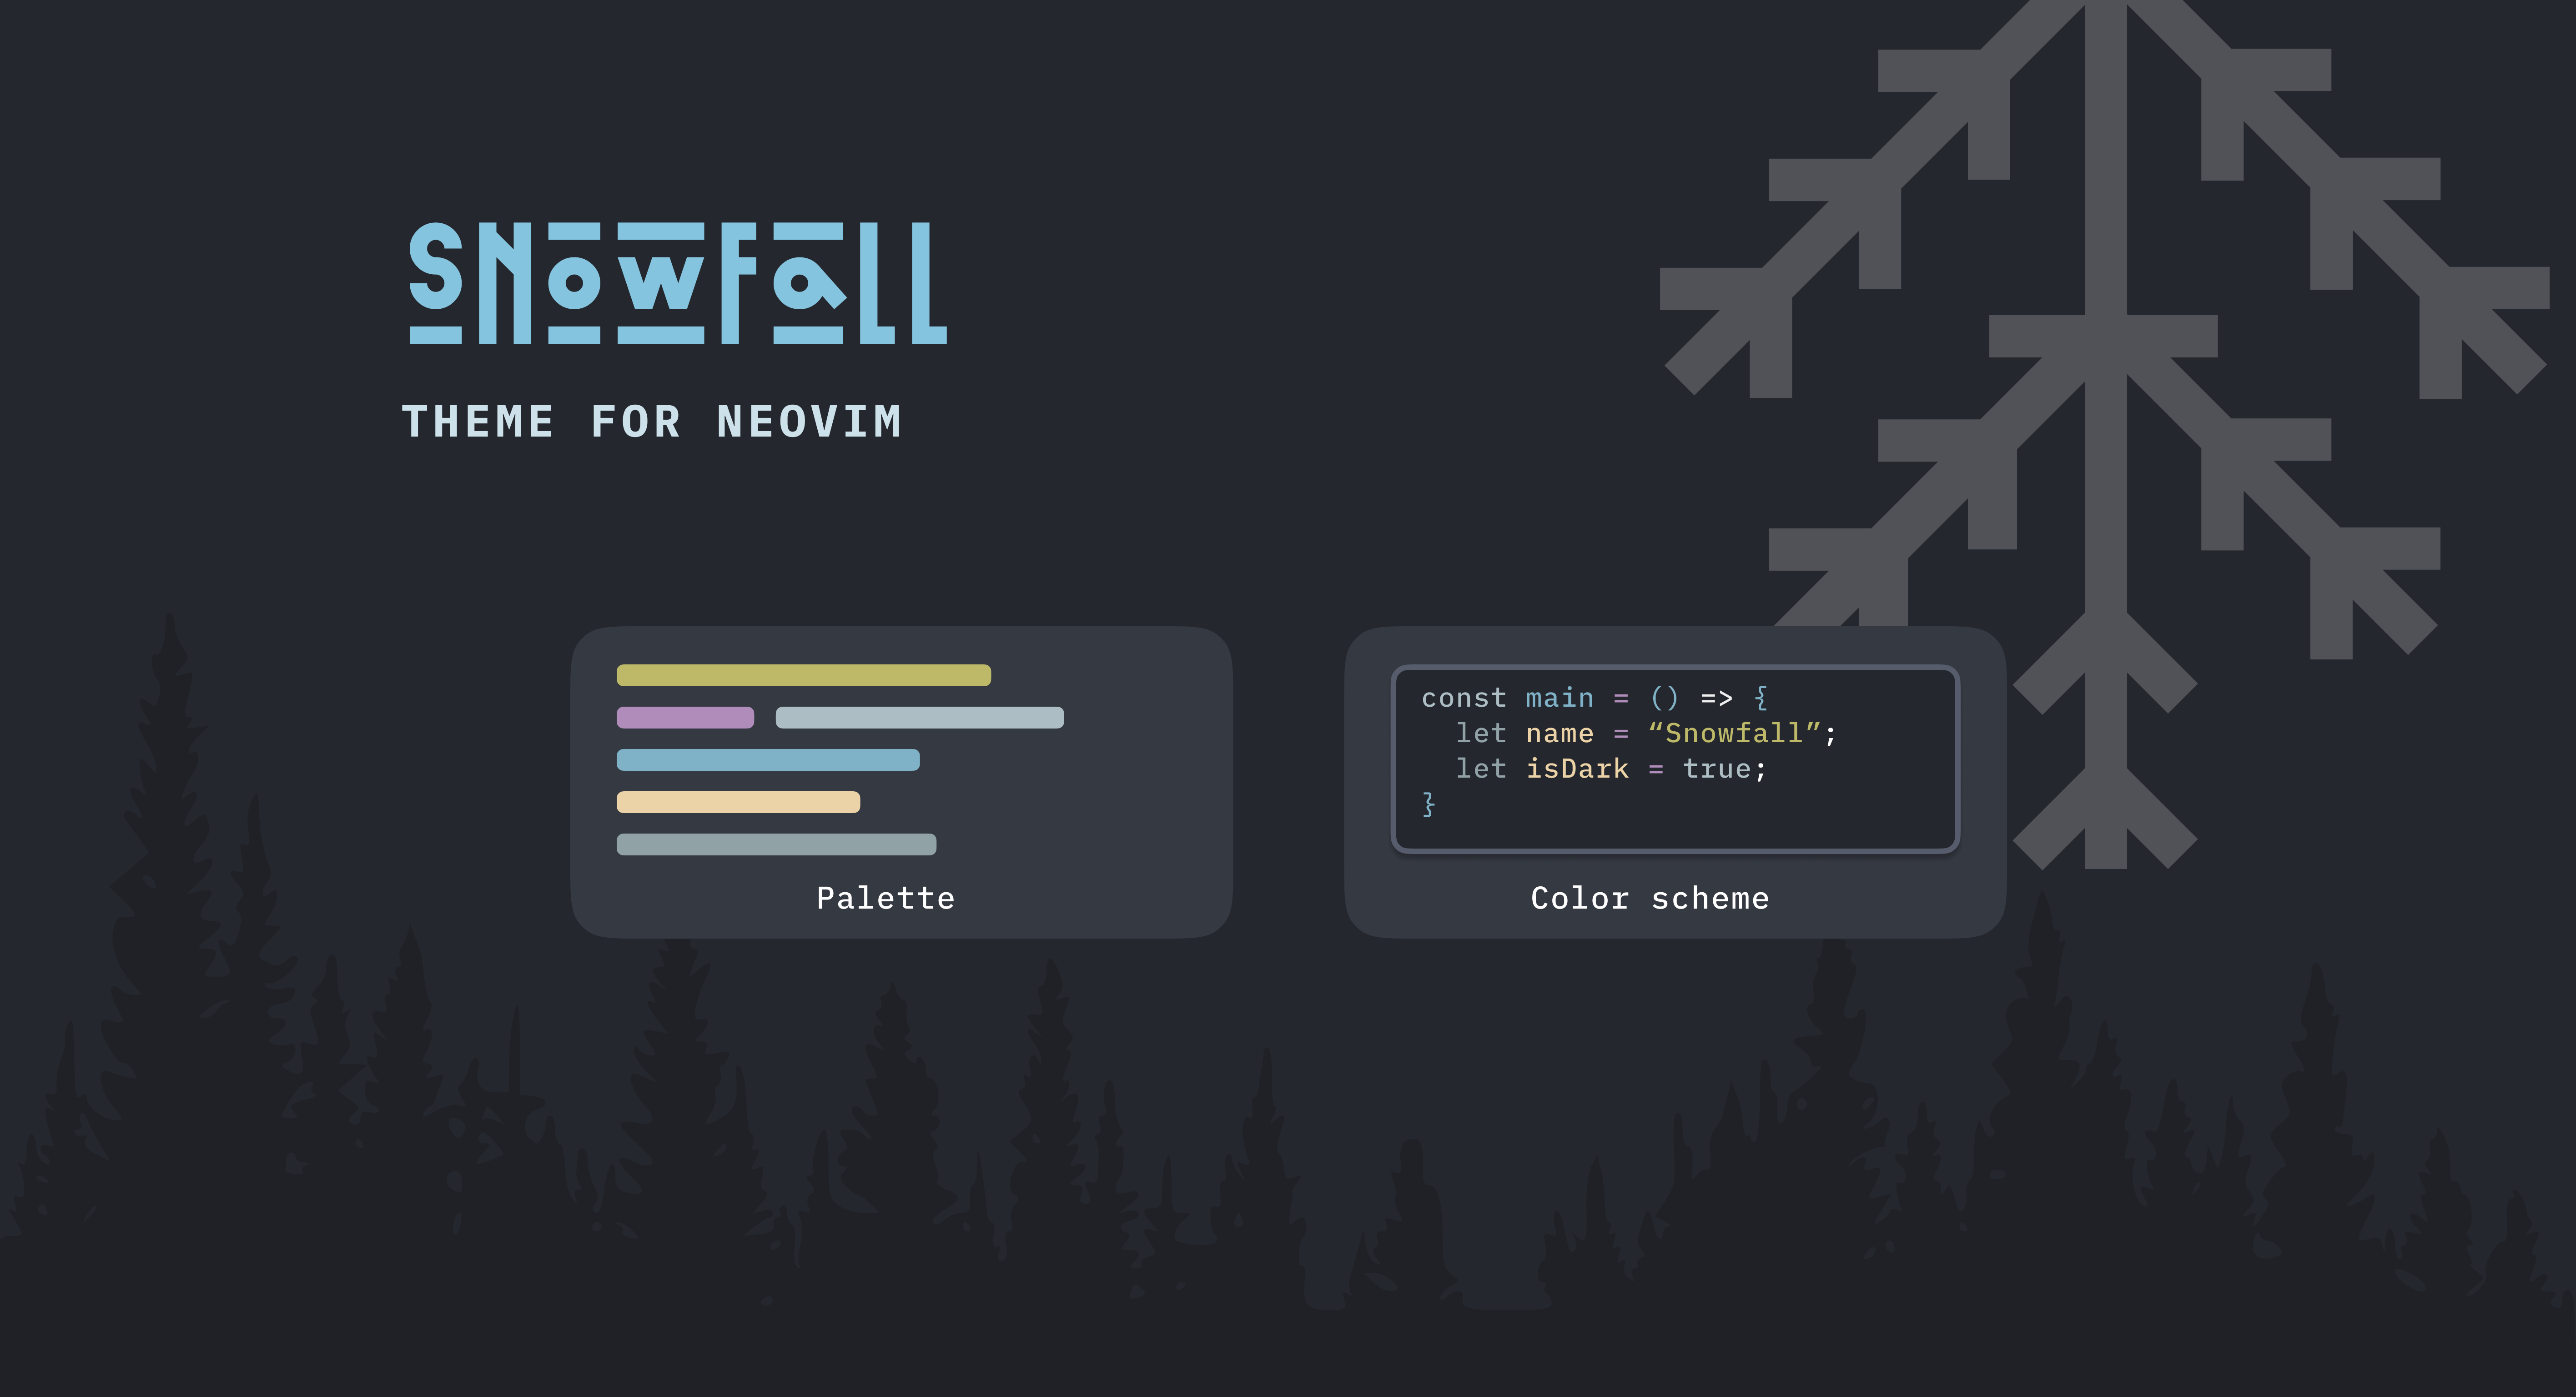 SNOWFALL
THEME FOR NEOVIM
const main = () => {
  let name = “Snowfall”;
  let isDark = true;
}
Palette
Color scheme